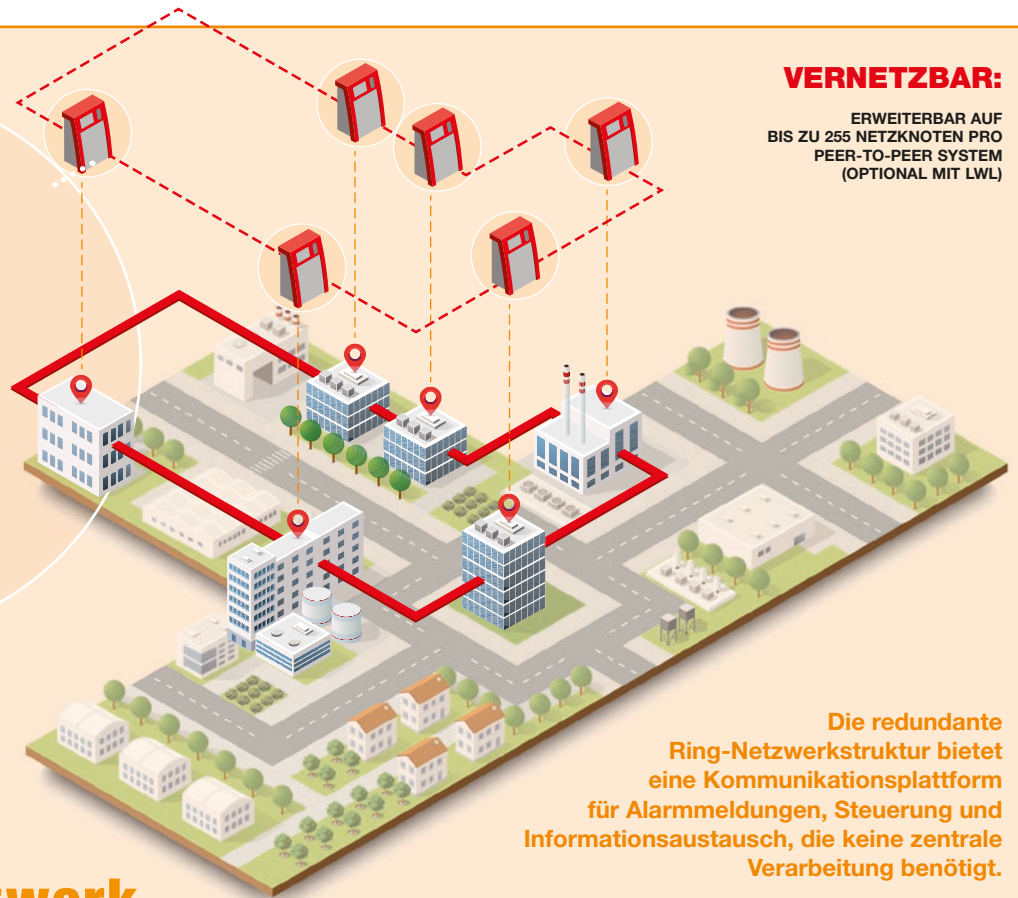 VERNETZBAR:
ERWEITERBAR AUF
BIS ZU 255 NETZKNOTEN PRO
PEER-TO-PEER SYSTEM
(OPTIONAL MIT LWL)
Die redundante
Ring-Netzwerkstruktur bietet
eine Kommunikationsplattform
für Alarmmeldungen, Steuerung und
Informationsaustausch, die keine zentrale
Verarbeitung benötigt.